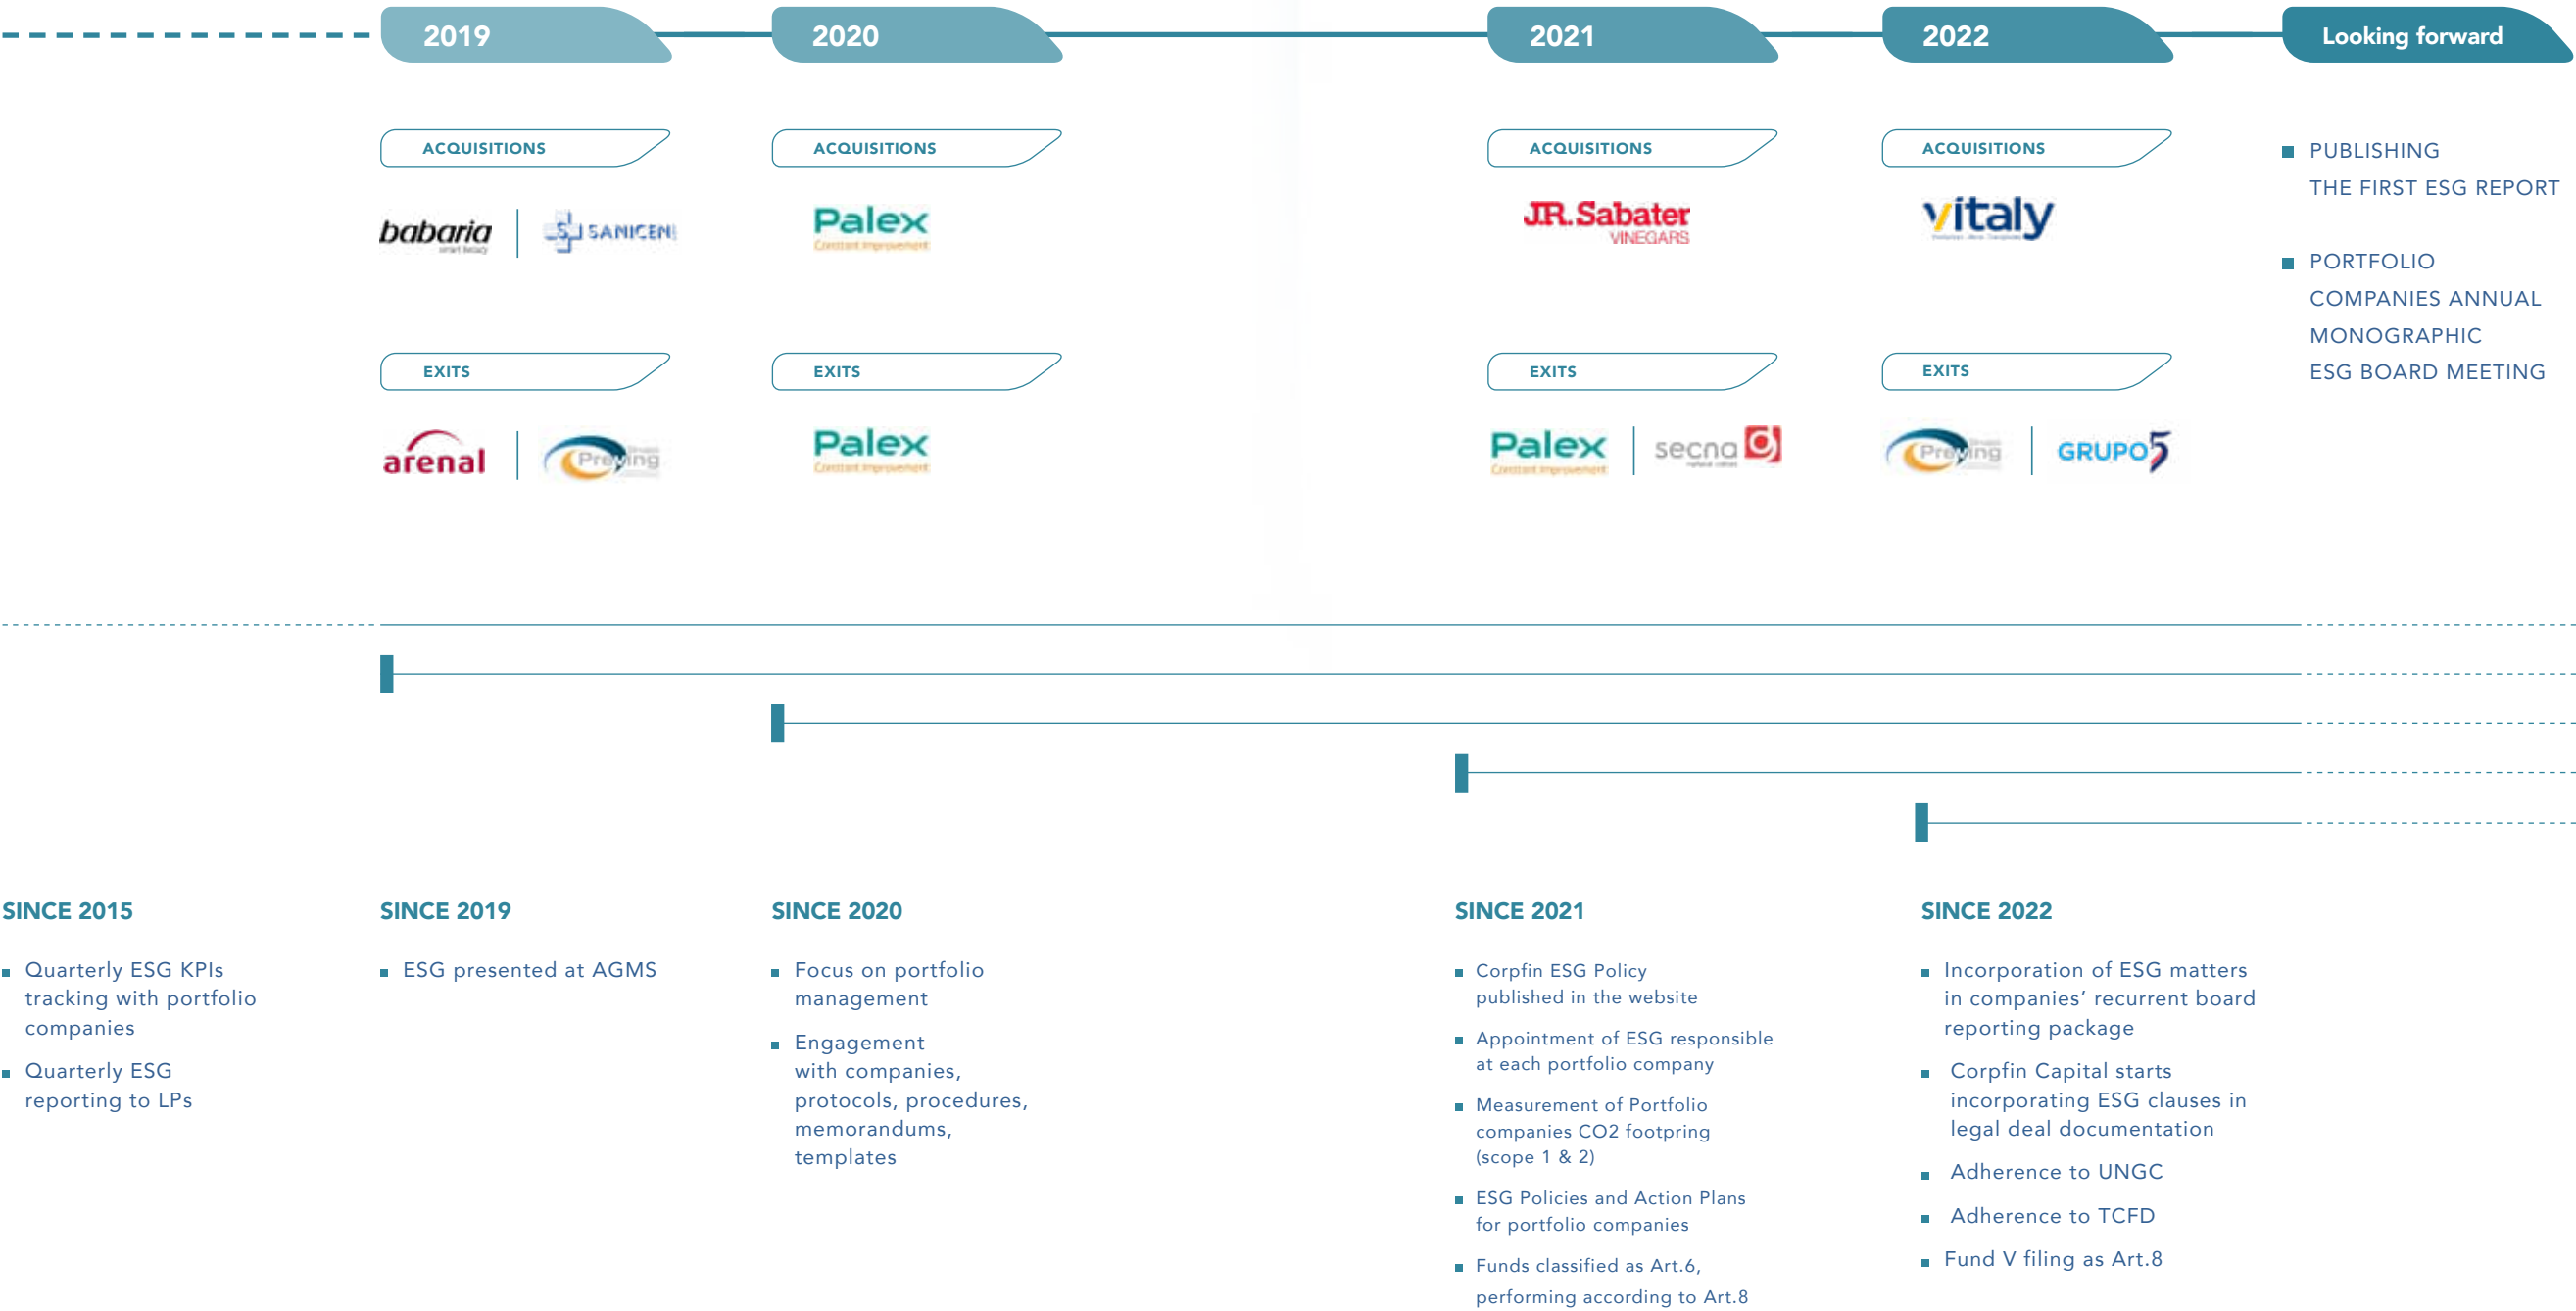 2019
2020
2021
2022
Looking forward
ACQUISITIONS
ACQUISITIONS
ACQUISITIONS
ACQUISITIONS
babaria
SANICEN
Palex
Constant Improvement
JR. Sabater
VINEGARS
vitaly
PUBLISHING
THE FIRST ESG REPORT
PORTFOLIO
COMPANIES ANNUAL
MONOGRAPHIC
ESG BOARD MEETING
EXITS
EXITS
EXITS
EXITS
arenal
Preving
Palex
Constant Improvement
Palex
Constant Improvement
secna
Preving
GRUPO5
SINCE 2015
Quarterly ESG KPIs
tracking with portfolio
companies
Quarterly ESG
reporting to LPs
SINCE 2019
ESG presented at AGMS
SINCE 2020
Focus on portfolio
management
Engagement
with companies,
protocols, procedures,
memorandums,
templates
SINCE 2021
Corpfin ESG Policy
published in the website
Appointment of ESG responsible
at each portfolio company
Measurement of Portfolio
companies CO2 footpring
(scope 1 & 2)
ESG Policies and Action Plans
for portfolio companies
Funds classified as Art.6,
performing according to Art.8
SINCE 2022
Incorporation of ESG matters
in companies’ recurrent board
reporting package
Corpfin Capital starts
incorporating ESG clauses in
legal deal documentation
Adherence to UNGC
Adherence to TCFD
Fund V filing as Art.8